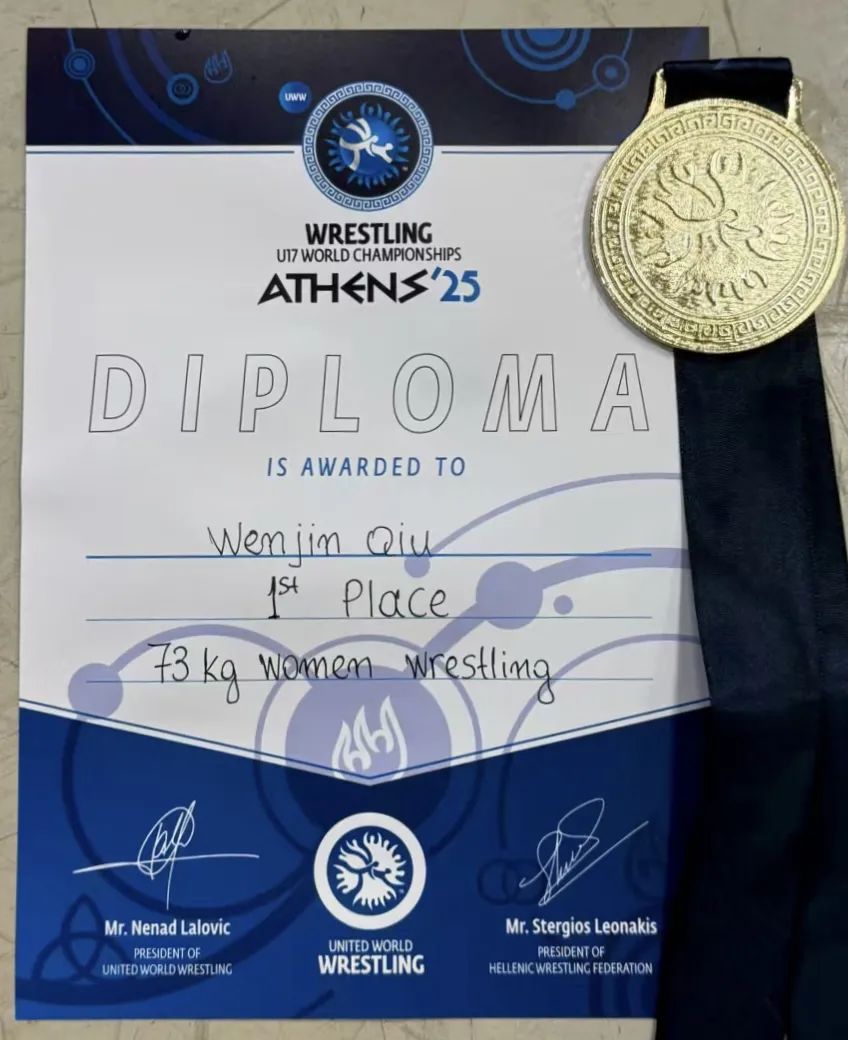 UWW
WRESTLING
U17 WORLD CHAMPIONSHIPS
ATHENS'25
DIPLOMA
IS AWARDED TO
Wenjin Qiu
1st Place
73 kg women wrestling
Mr. Nenad Lalovic
PRESIDENT OF
UNITED WORLD WRESTLING
UNITED WORLD
WRESTLING
Mr. Stergios Leonakis
PRESIDENT OF
HELLENIC WRESTLING FEDERATION